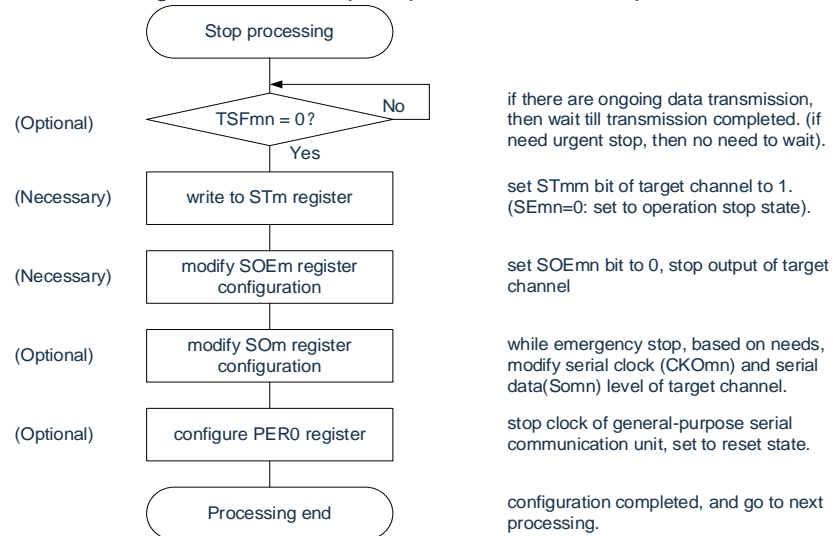 Stop processing
(Optional)
TSFmn = 0?
No
Yes
if there are ongoing data transmission,
then wait till transmission completed. (if
need urgent stop, then no need to wait).
(Necessary)
write to STm register
set STmm bit of target channel to 1.
(SEmn=0: set to operation stop state).
(Necessary)
modify SOEm register
configuration
set SOEmn bit to 0, stop output of target
channel
(Optional)
modify SOm register
configuration
while emergency stop, based on needs,
modify serial clock (CKOmn) and serial
data(Somn) level of target channel.
(Optional)
configure PER0 register
stop clock of general-purpose serial
communication unit, set to reset state.
Processing end
configuration completed, and go to next
processing.